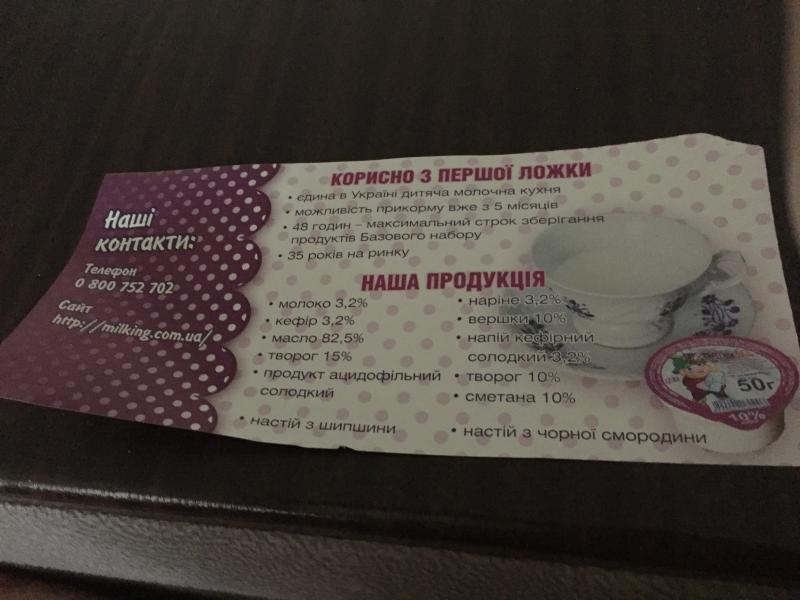 Наші
контакти:
Телефон
0 800 752 702
Сайт
http://milking.com.ua/
КОРИСНО З ПЕРШОЇ ЛОЖКИ
• єдина в Україні дитяча молочна кухня
• можливість прикорму вже з 5 місяців
• 48 годин – максимальний строк зберігання
продуктів Базового набору
• 35 років на ринку
НАША ПРОДУКЦІЯ
• молоко 3,2%
• кефір 3,2%
• масло 82,5%
• творог 15%
• продукт ацидофільний
солодкий
• настій з шипшини
• наріне 3,2%
• вершки 10%
• напій кефірний
солодкий 3,2%
• творог 10%
• сметана 10%
• настій з чорної смородини
50г
10%